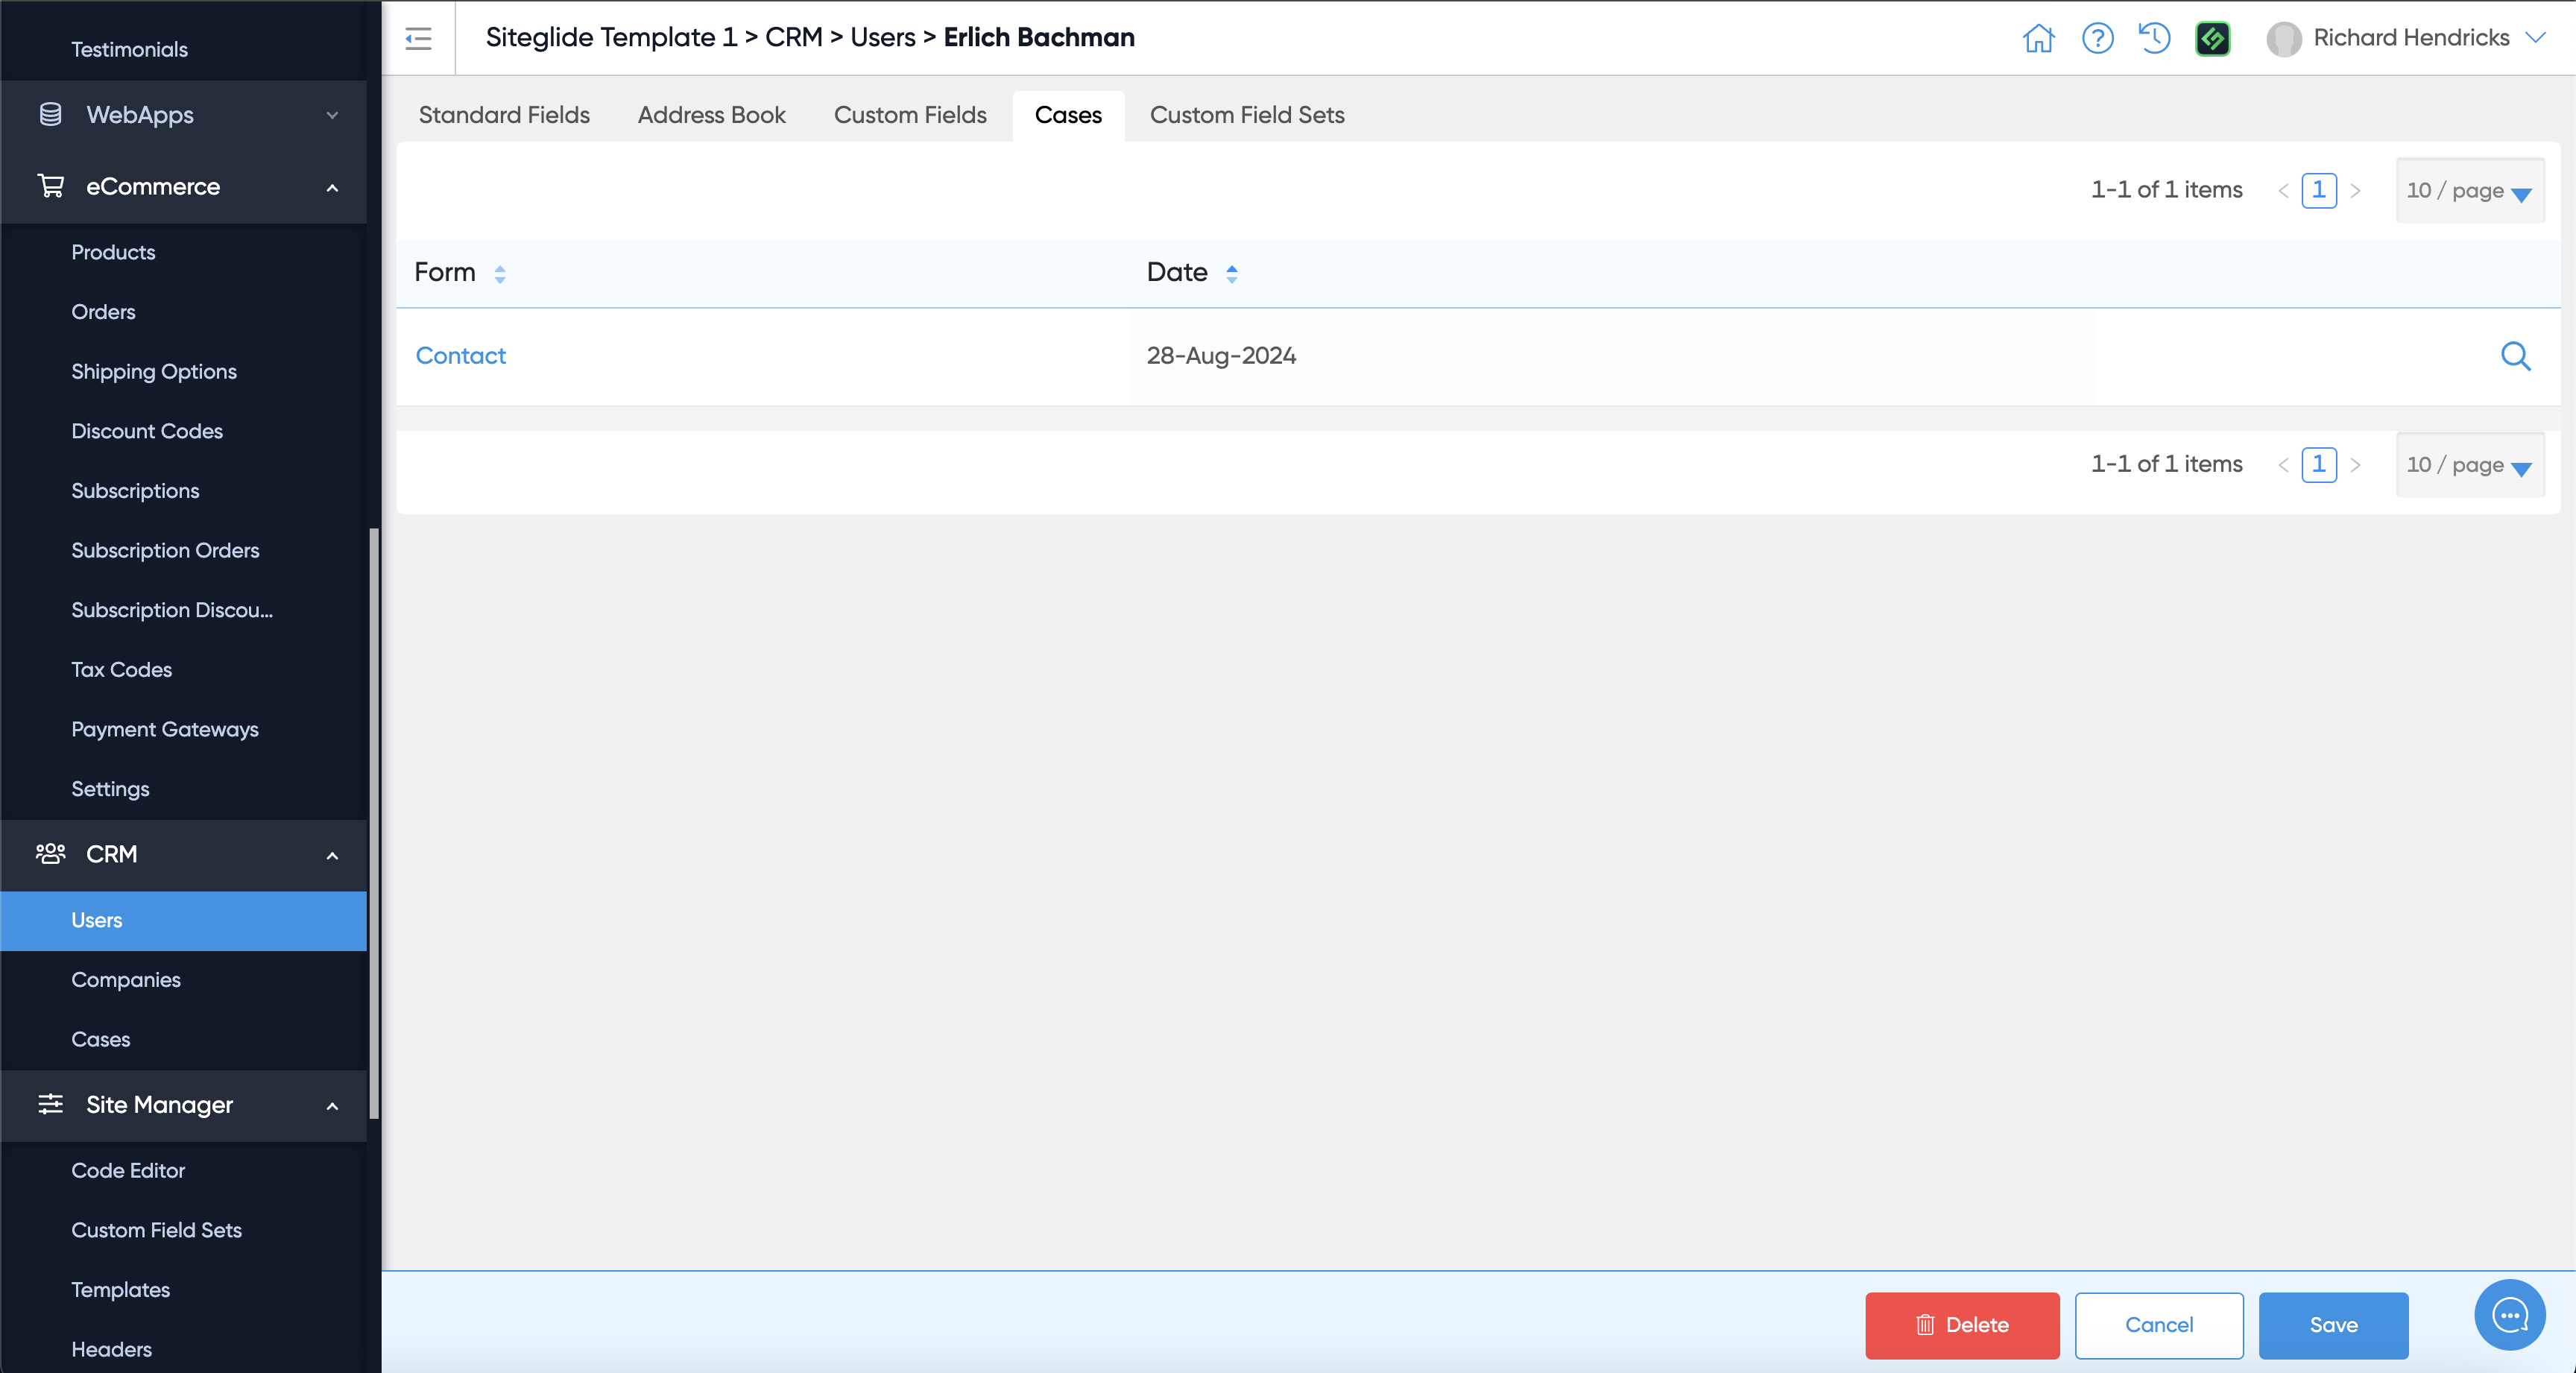 Testimonials
WebApps
eCommerce
Products
Orders
Shipping Options
Discount Codes
Subscriptions
Subscription Orders
Subscription Discou...
Tax Codes
Payment Gateways
Settings
CRM
Users
Companies
Cases
Site Manager
Code Editor
Custom Field Sets
Templates
Headers
Siteglide Template 1 > CRM > Users > Erlich Bachman
Richard Hendricks
Standard Fields Address Book Custom Fields Cases Custom Field Sets
1-1 of 1 items < 1 > 10 / page
Form Date
Contact 28-Aug-2024
1-1 of 1 items < 1 > 10 / page
Delete Cancel Save